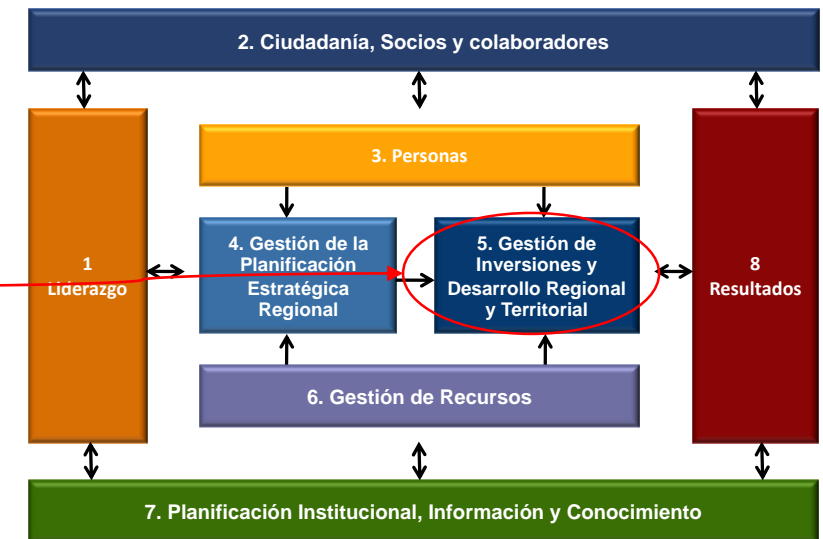 2. Ciudadanía, Socios y colaboradores
3. Personas
1
Liderazgo
4. Gestión de la
Planificación
Estratégica
Regional
5. Gestión de
Inversiones y
Desarrollo Regional
y Territorial
8
Resultados
6. Gestión de Recursos
7. Planificación Institucional, Información y Conocimiento